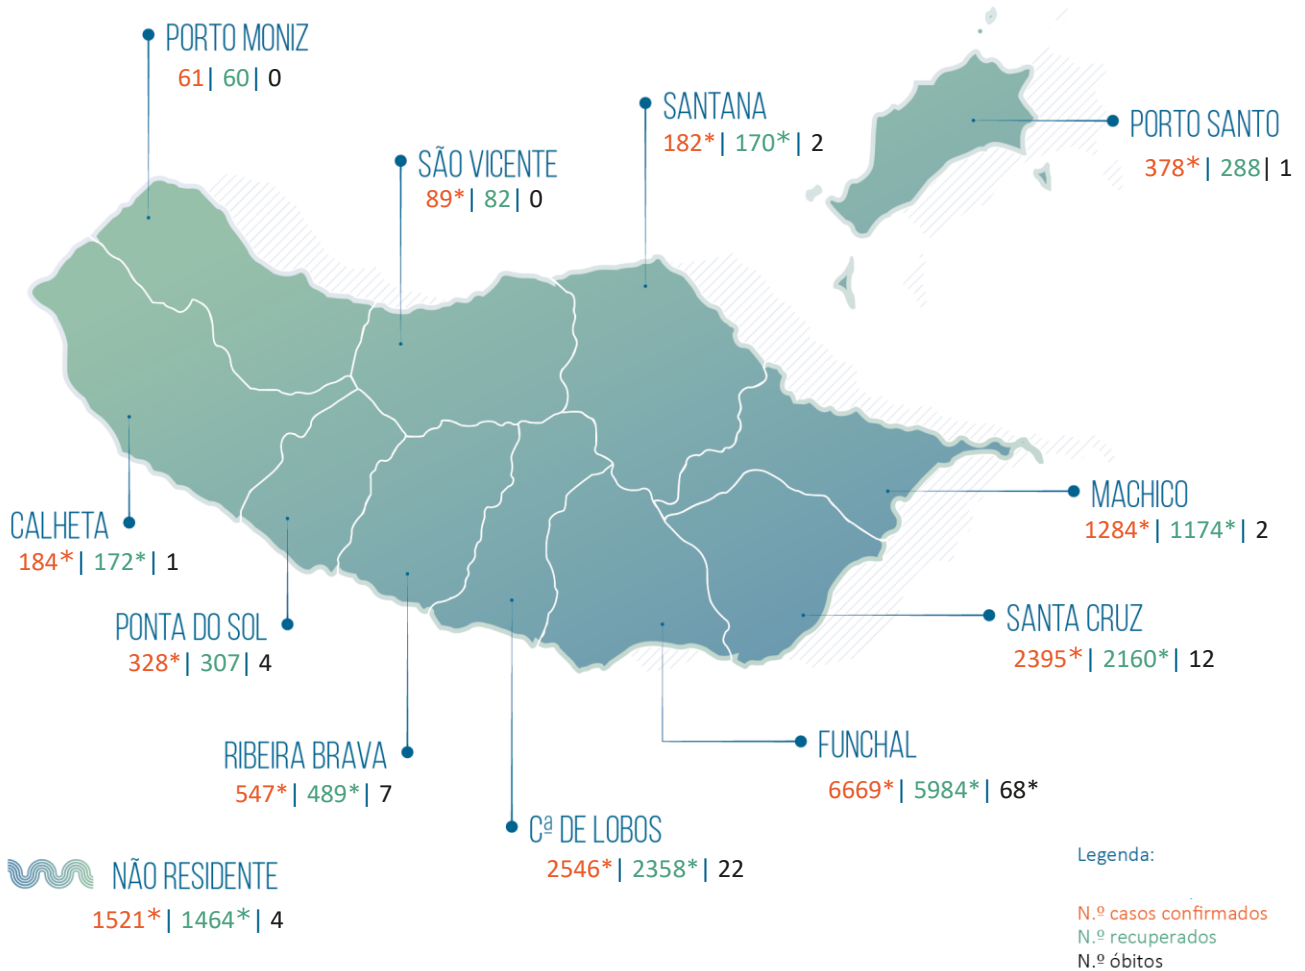 PORTO MONIZ
61| 60| 0
SANTANA
182*| 170*| 2
PORTO SANTO
378*| 288| 1
SÃO VICENTE
89*| 82| 0
MACHICO
1284*| 1174*| 2
CALHETA
184*| 172*| 1
SANTA CRUZ
2395*| 2160*| 12
PONTA DO SOL
328*| 307| 4
RIBEIRA BRAVA
547*| 489*| 7
FUNCHAL
6669*| 5984*| 68*
Cª DE LOBOS
2546*| 2358*| 22
NÃO RESIDENTE
1521*| 1464*| 4
Legenda:
N.º casos confirmados
N.º recuperados
N.º óbitos